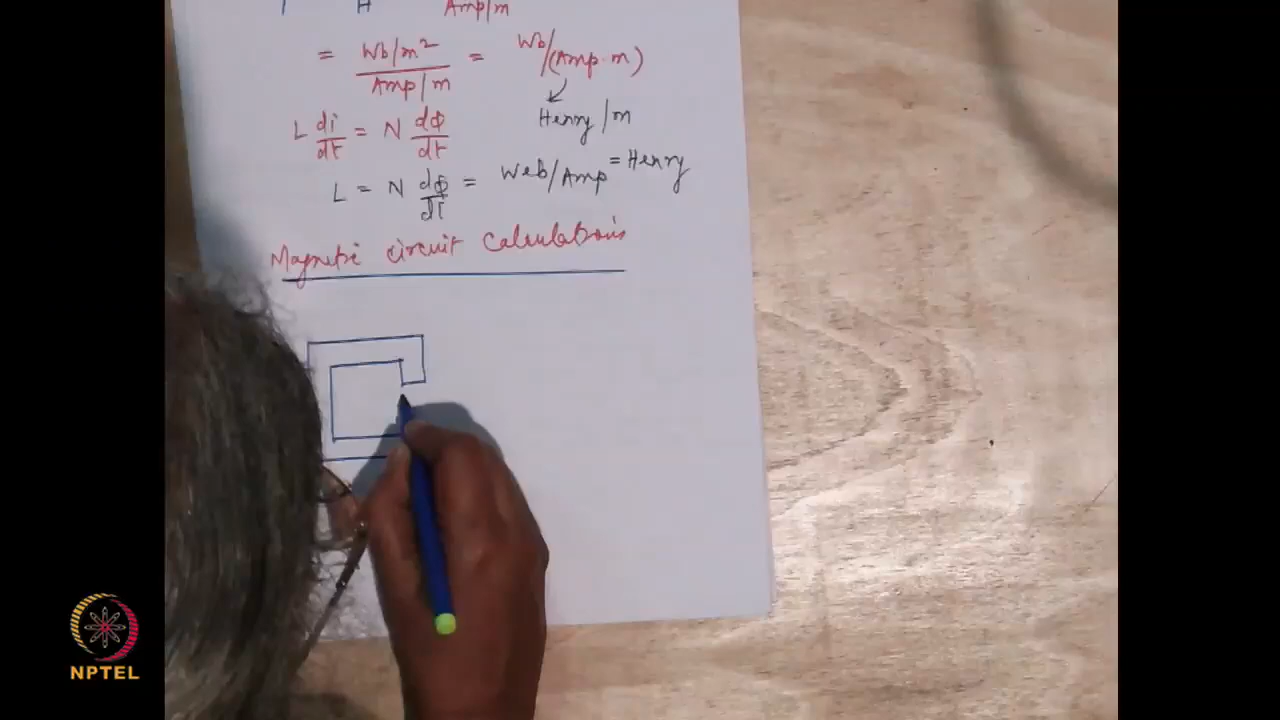 H Amp/m
= Wb/m² / Amp/m = Wb/(Amp·m)
Henry/m
L di/dt = N dΦ/dt
L = N dΦ/di = Web/Amp = Henry
Magnetic circuit Calculations
NPTEL